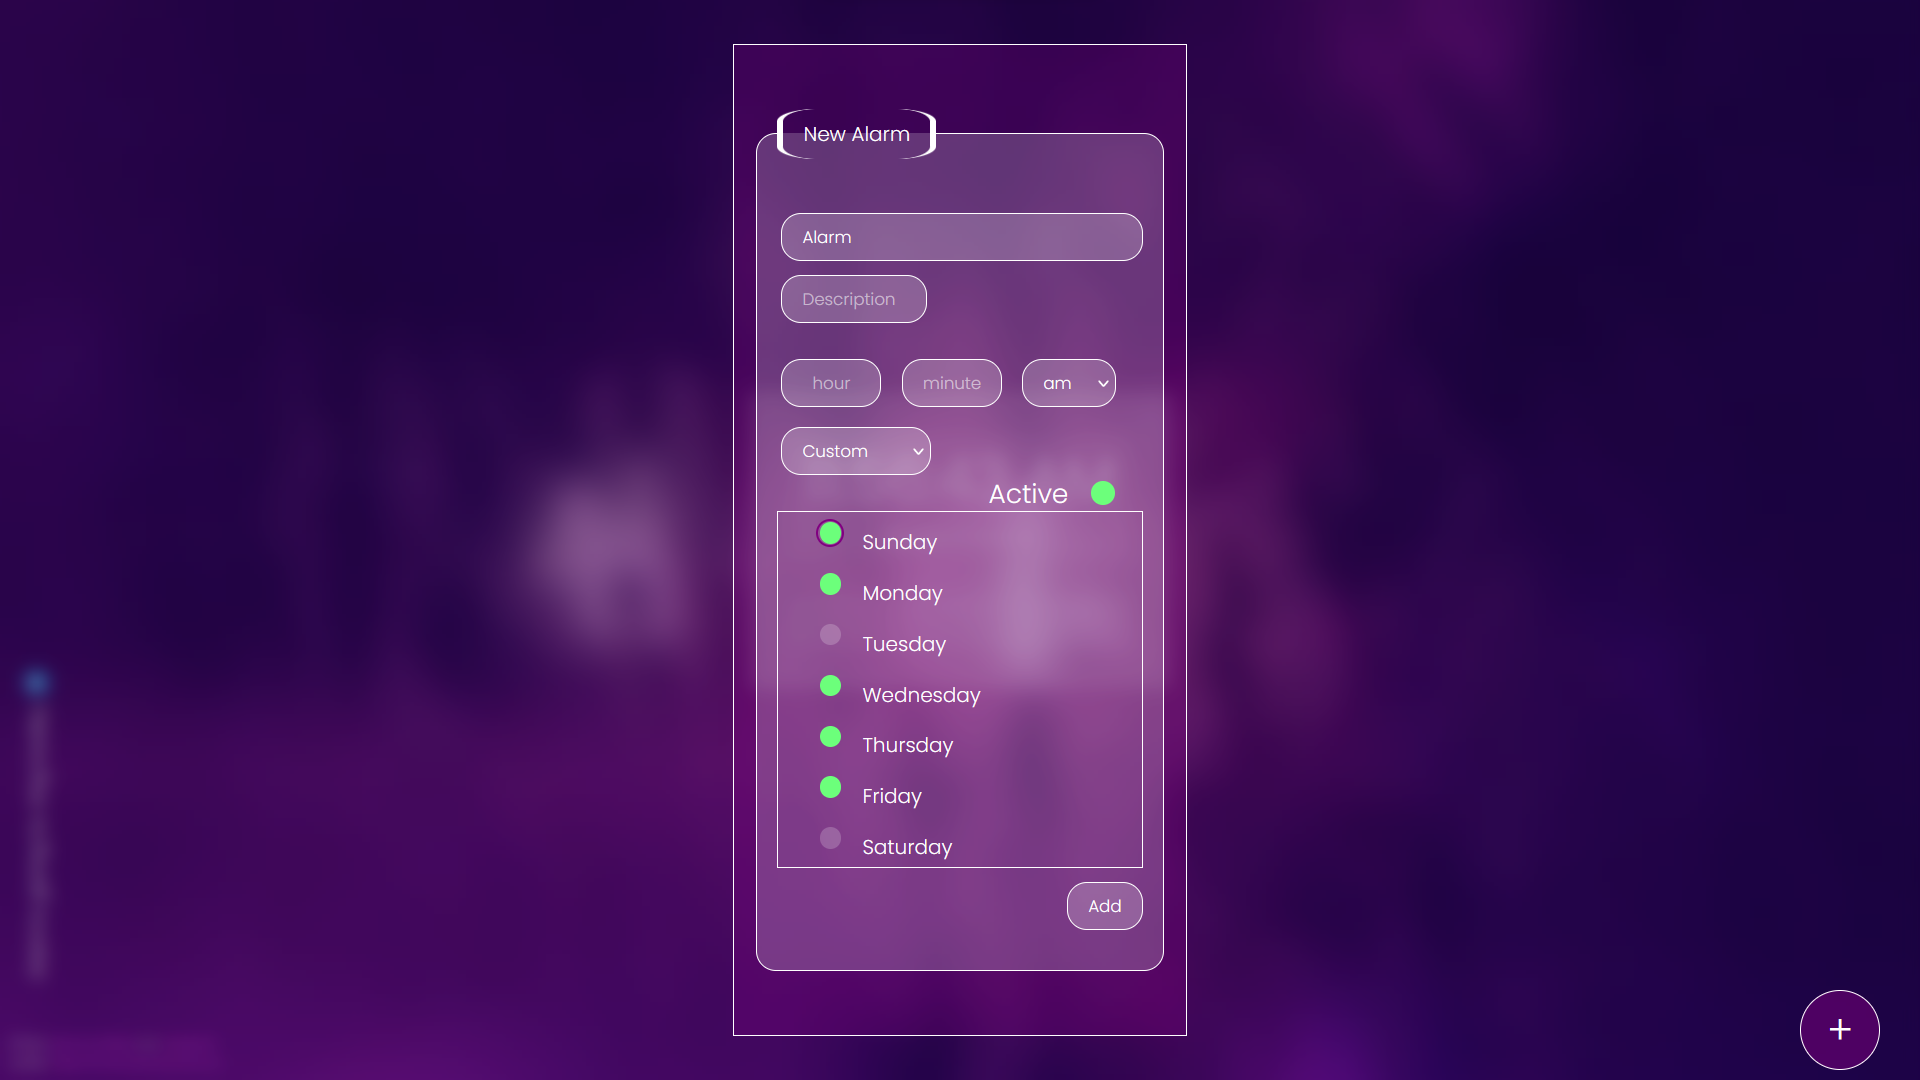 New Alarm
Alarm
Description
hour minute am
Custom
Active
Sunday
Monday
Tuesday
Wednesday
Thursday
Friday
Saturday
Add
+